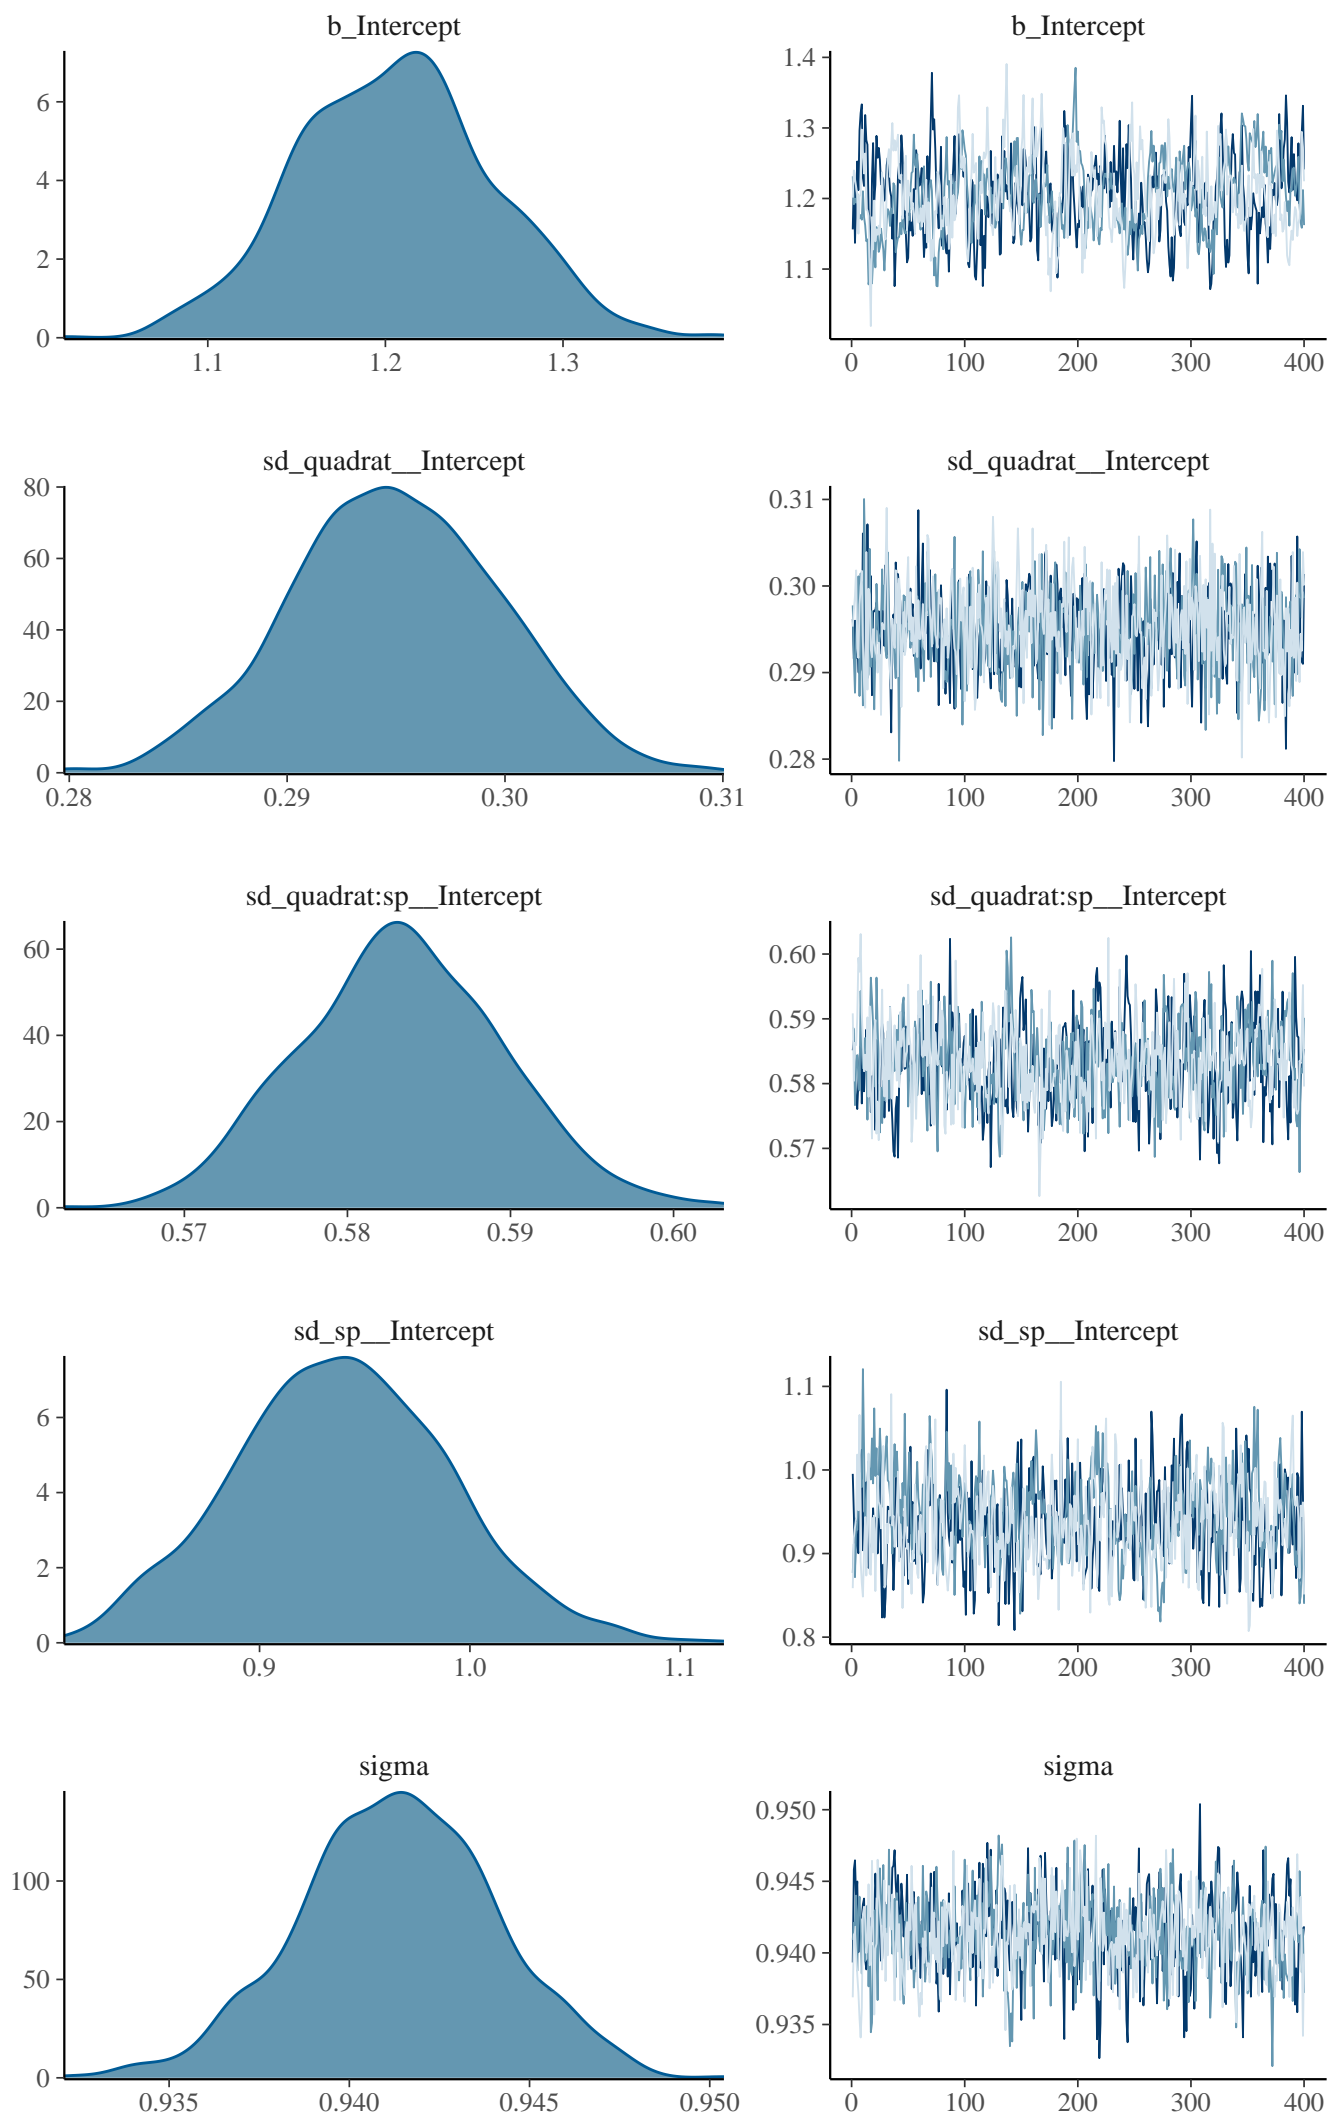 b_Intercept
b_Intercept
6
4
2
0
1.1 1.2 1.3
1.4
1.3
1.2
1.1
0 100 200 300 400
sd_quadrat__Intercept
sd_quadrat__Intercept
80
60
40
20
0
0.28 0.29 0.30 0.31
0.31
0.30
0.29
0.28
0 100 200 300 400
sd_quadrat:sp__Intercept
sd_quadrat:sp__Intercept
60
40
20
0
0.57 0.58 0.59 0.60
0.60
0.59
0.58
0.57
0 100 200 300 400
sd_sp__Intercept
sd_sp__Intercept
6
4
2
0
0.9 1.0 1.1
1.1
1.0
0.9
0.8
0 100 200 300 400
sigma
sigma
100
50
0
0.935 0.940 0.945 0.950
0.950
0.945
0.940
0.935
0 100 200 300 400